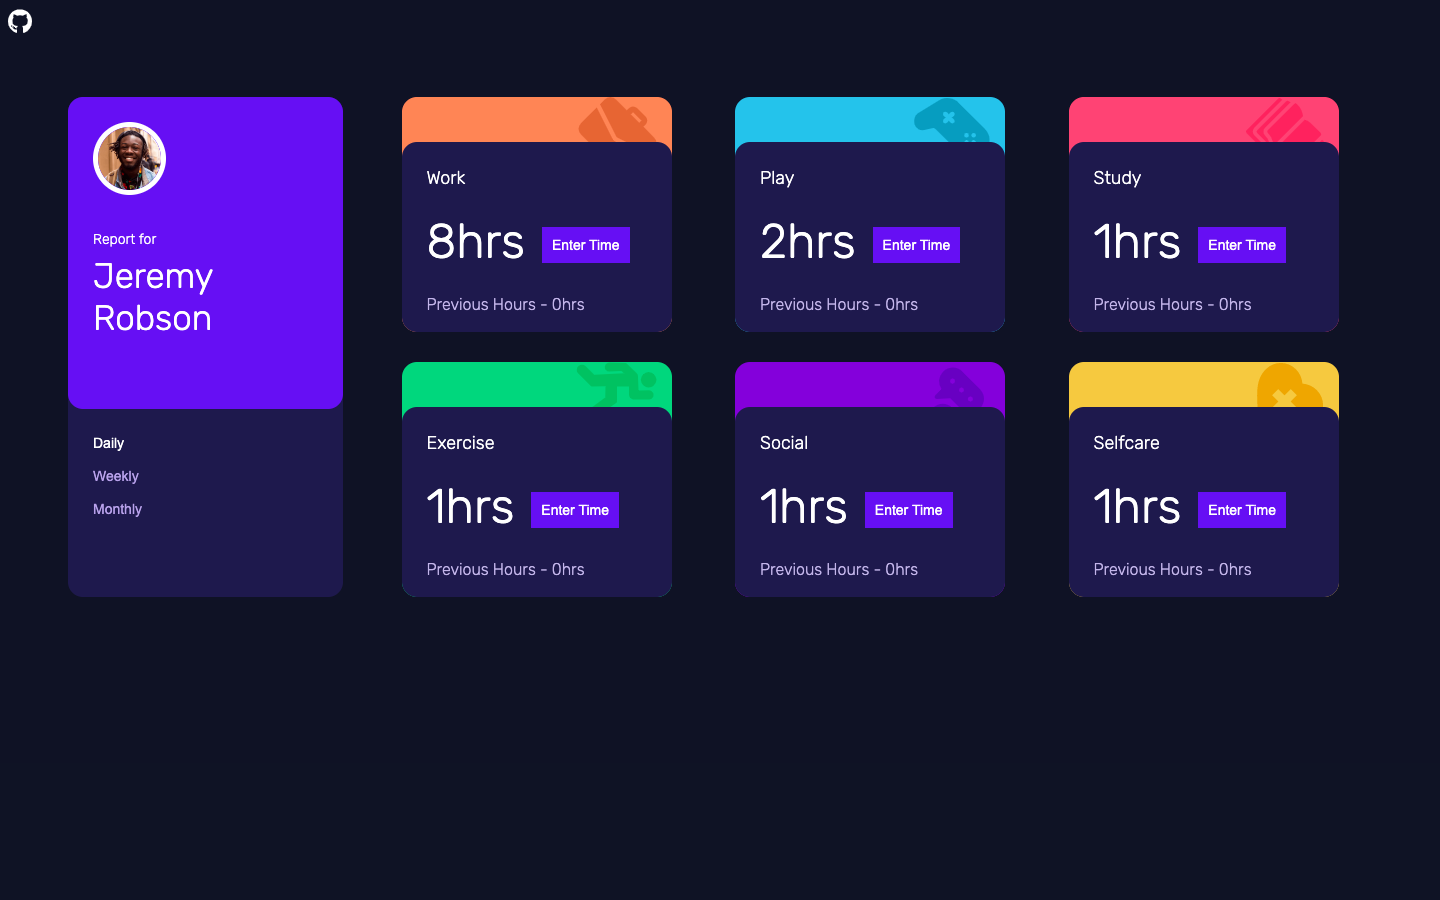 Report for
Jeremy
Robson
Daily
Weekly
Monthly
Work
8hrs
Enter Time
Previous Hours - 0hrs
Play
2hrs
Enter Time
Previous Hours - 0hrs
Study
1hrs
Enter Time
Previous Hours - 0hrs
Exercise
1hrs
Enter Time
Previous Hours - 0hrs
Social
1hrs
Enter Time
Previous Hours - 0hrs
Selfcare
1hrs
Enter Time
Previous Hours - 0hrs